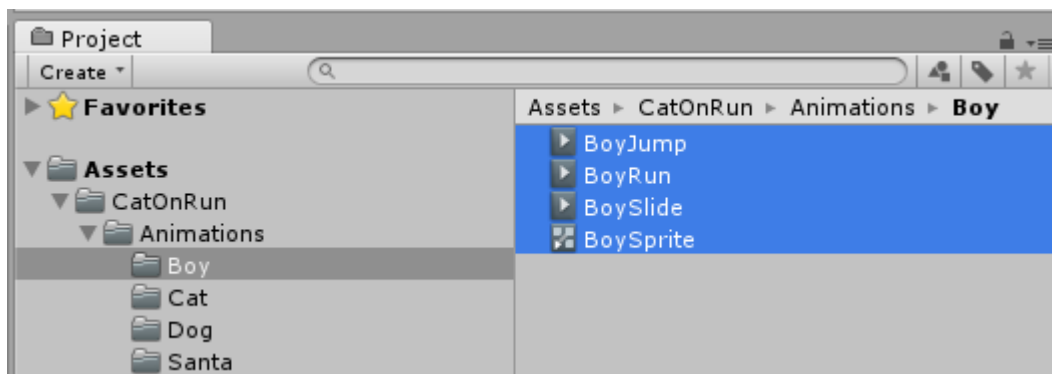 Project
Create
Favorites
Assets
CatOnRun
Animations
Boy
Cat
Dog
Santa
Assets ▸ CatOnRun ▸ Animations ▸ Boy
BoyJump
BoyRun
BoySlide
BoySprite